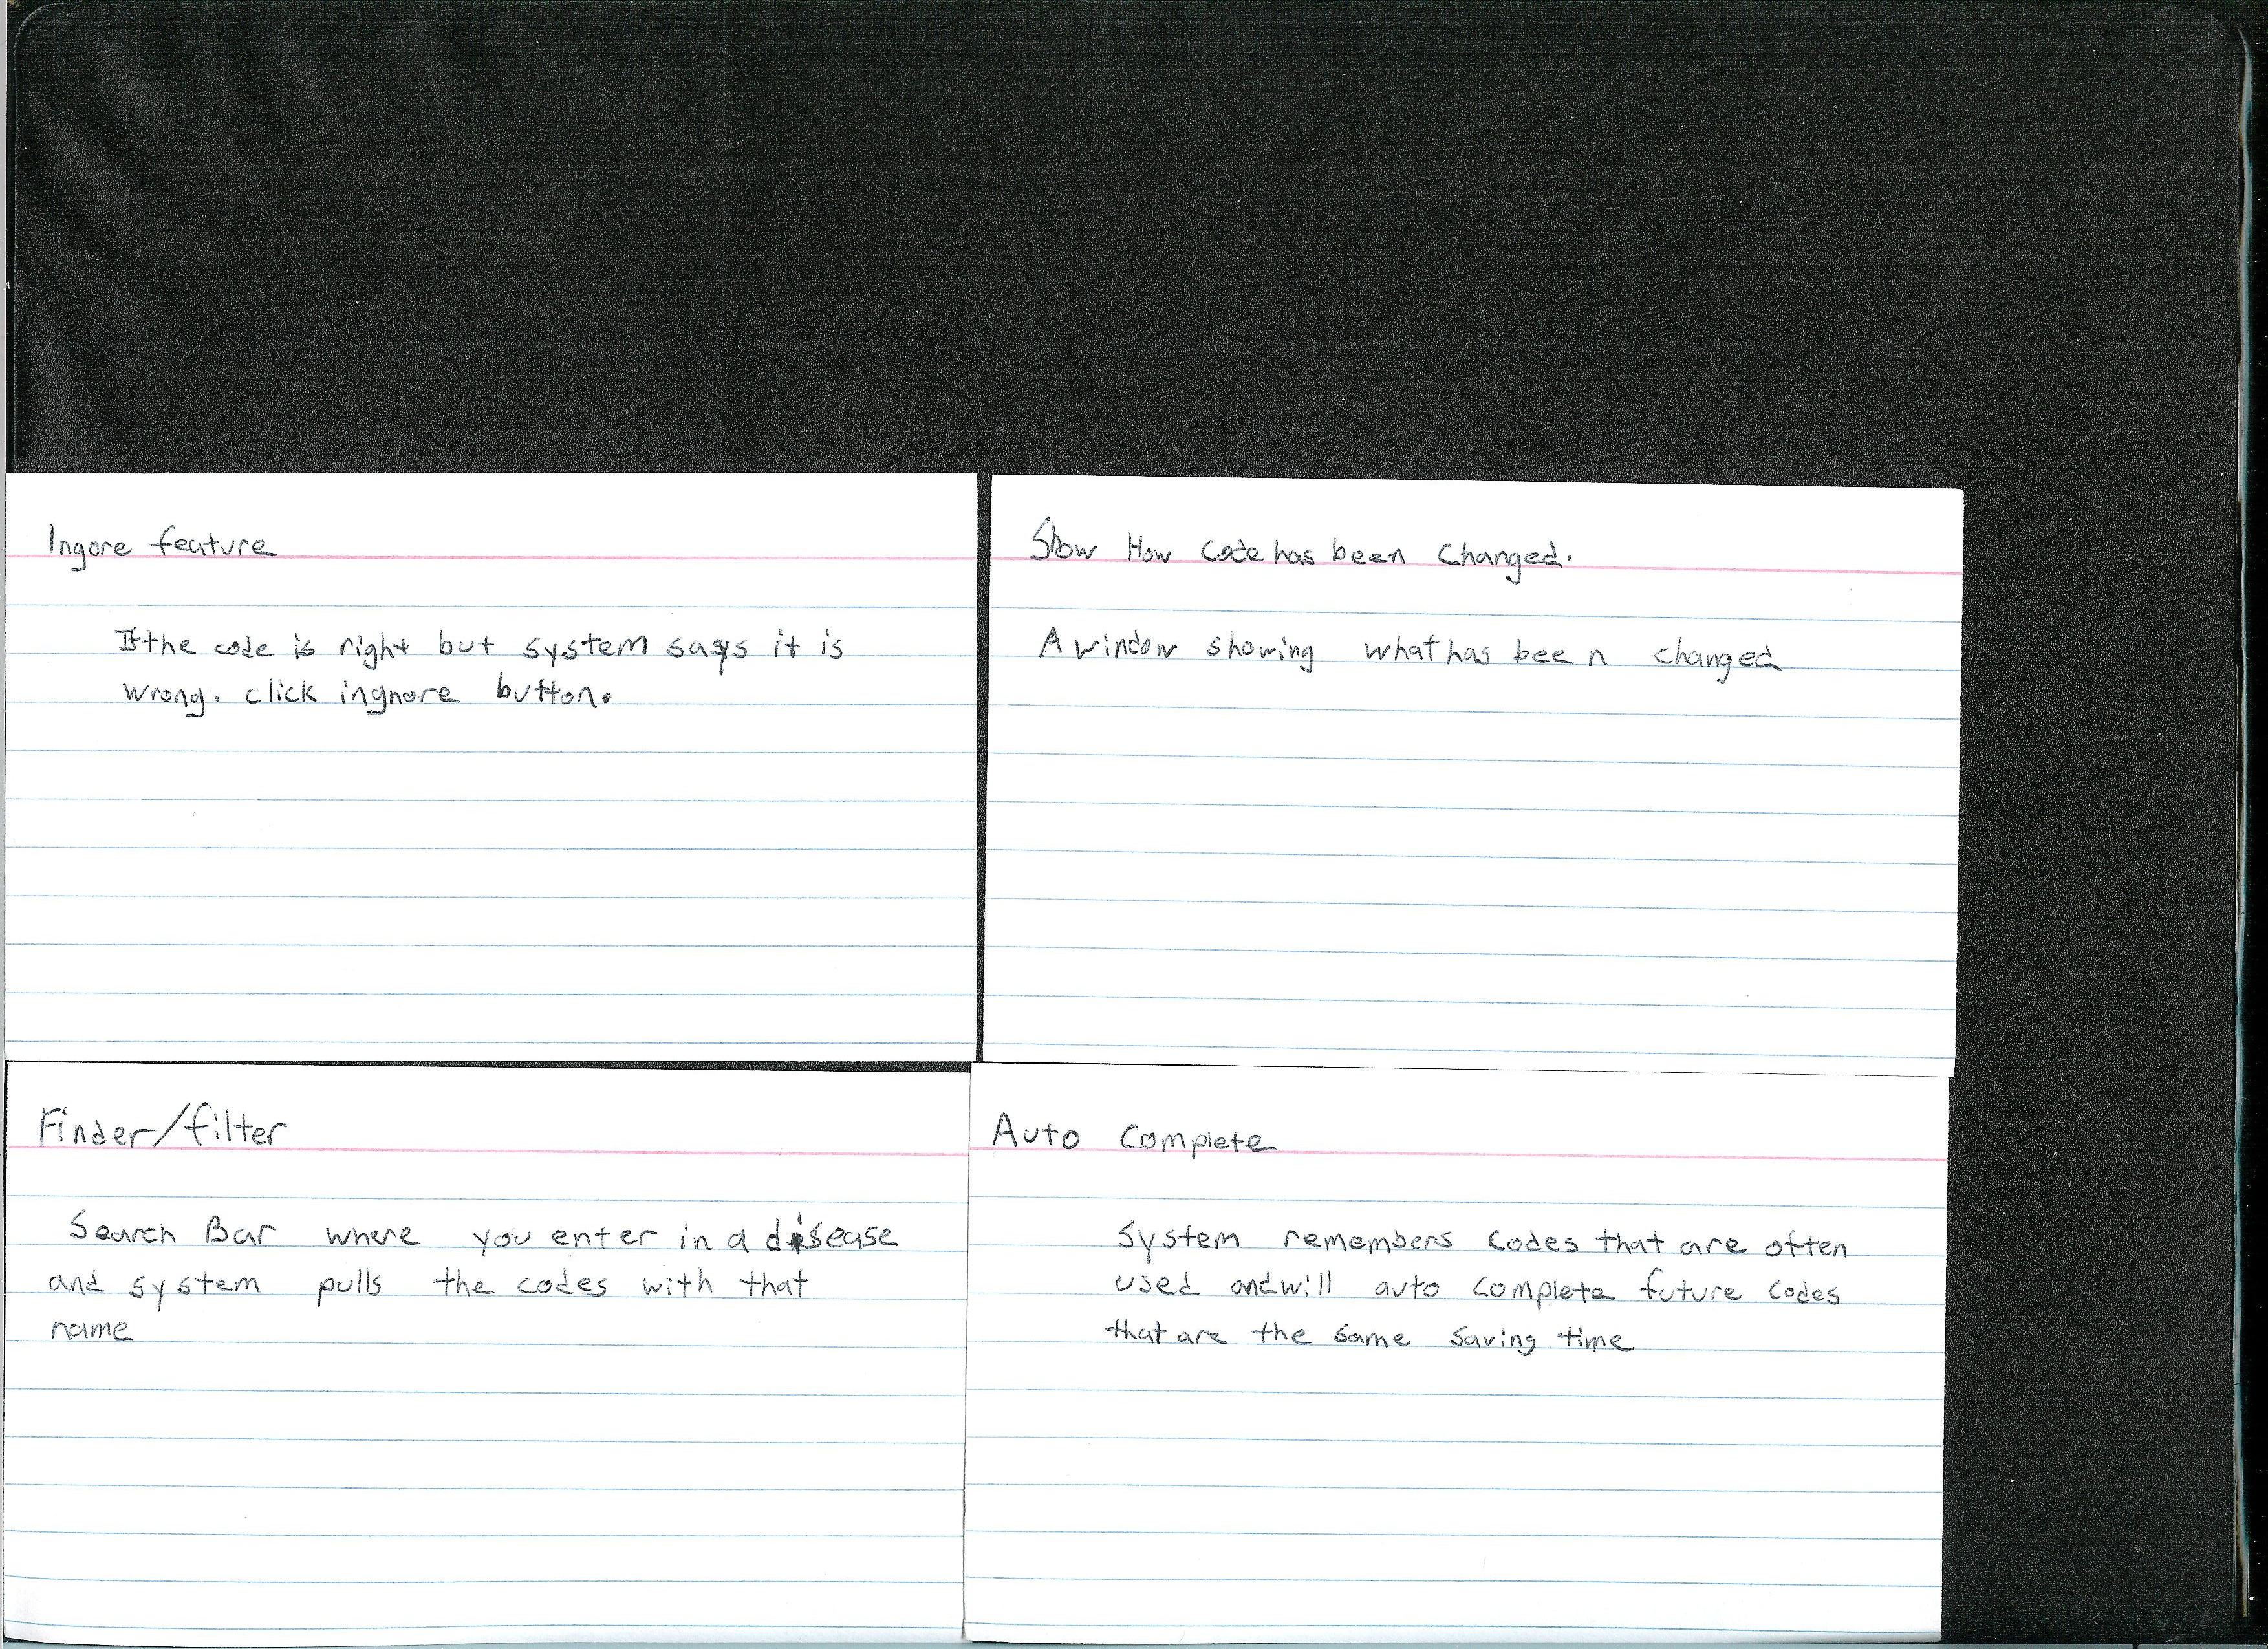 Ingore feature
If the code is right but system says it is
wrong. click ingnore button.
Show How Code has been Changed.
A window showing what has been changed
Finder/filter
Search Bar where you enter in a disease
and system pulls the codes with that
name
Auto Complete
System remembers codes that are often
used and will auto complete future codes
that are the same saving time